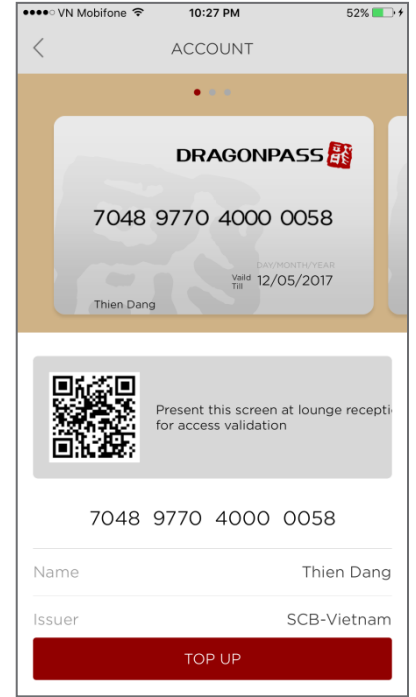 VN Mobifone 10:27 PM 52%
ACCOUNT
DRAGONPASS
7048 9770 4000 0058
DAY/MONTH/YEAR
Vaild Till 12/05/2017
Thien Dang
Present this screen at lounge recepti
for access validation
7048 9770 4000 0058
Name Thien Dang
Issuer SCB-Vietnam
TOP UP